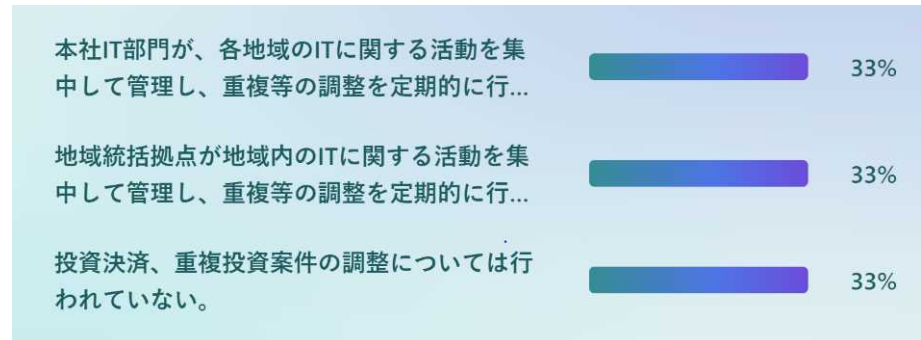 本社IT部門が、各地域のITに関する活動を集
中して管理し、重複等の調整を定期的に行...
33%
地域統括拠点が地域内のITに関する活動を集
中して管理し、重複等の調整を定期的に行...
33%
投資決済、重複投資案件の調整については行
われていない。
33%